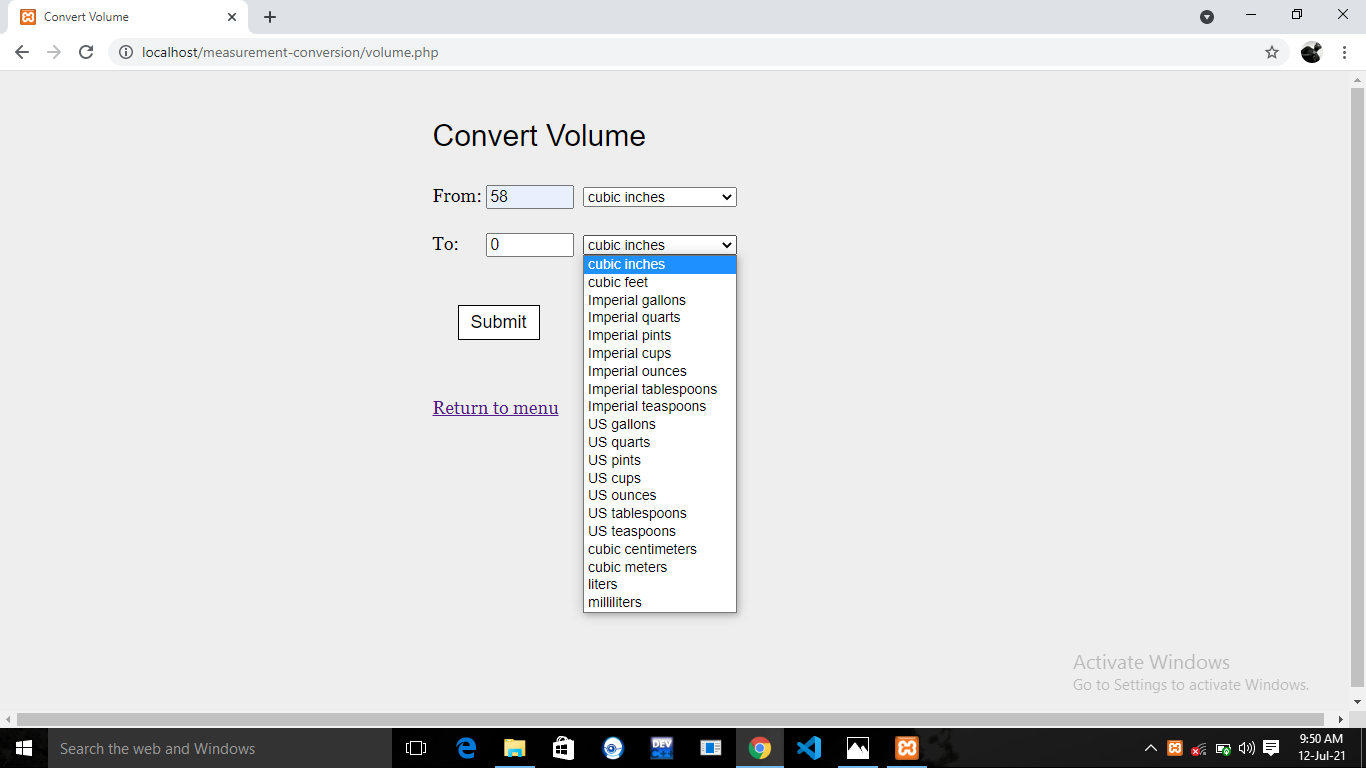 Convert Volume
localhost/measurement-conversion/volume.php
Convert Volume
From: 58 cubic inches
To: 0 cubic inches
cubic inches
cubic feet
Imperial gallons
Imperial quarts
Imperial pints
Imperial cups
Imperial ounces
Imperial tablespoons
Imperial teaspoons
US gallons
US quarts
US pints
US cups
US ounces
US tablespoons
US teaspoons
cubic centimeters
cubic meters
liters
milliliters
Submit
Return to menu
Activate Windows
Go to Settings to activate Windows.
Search the web and Windows
DEV
9:50 AM
12-Jul-21